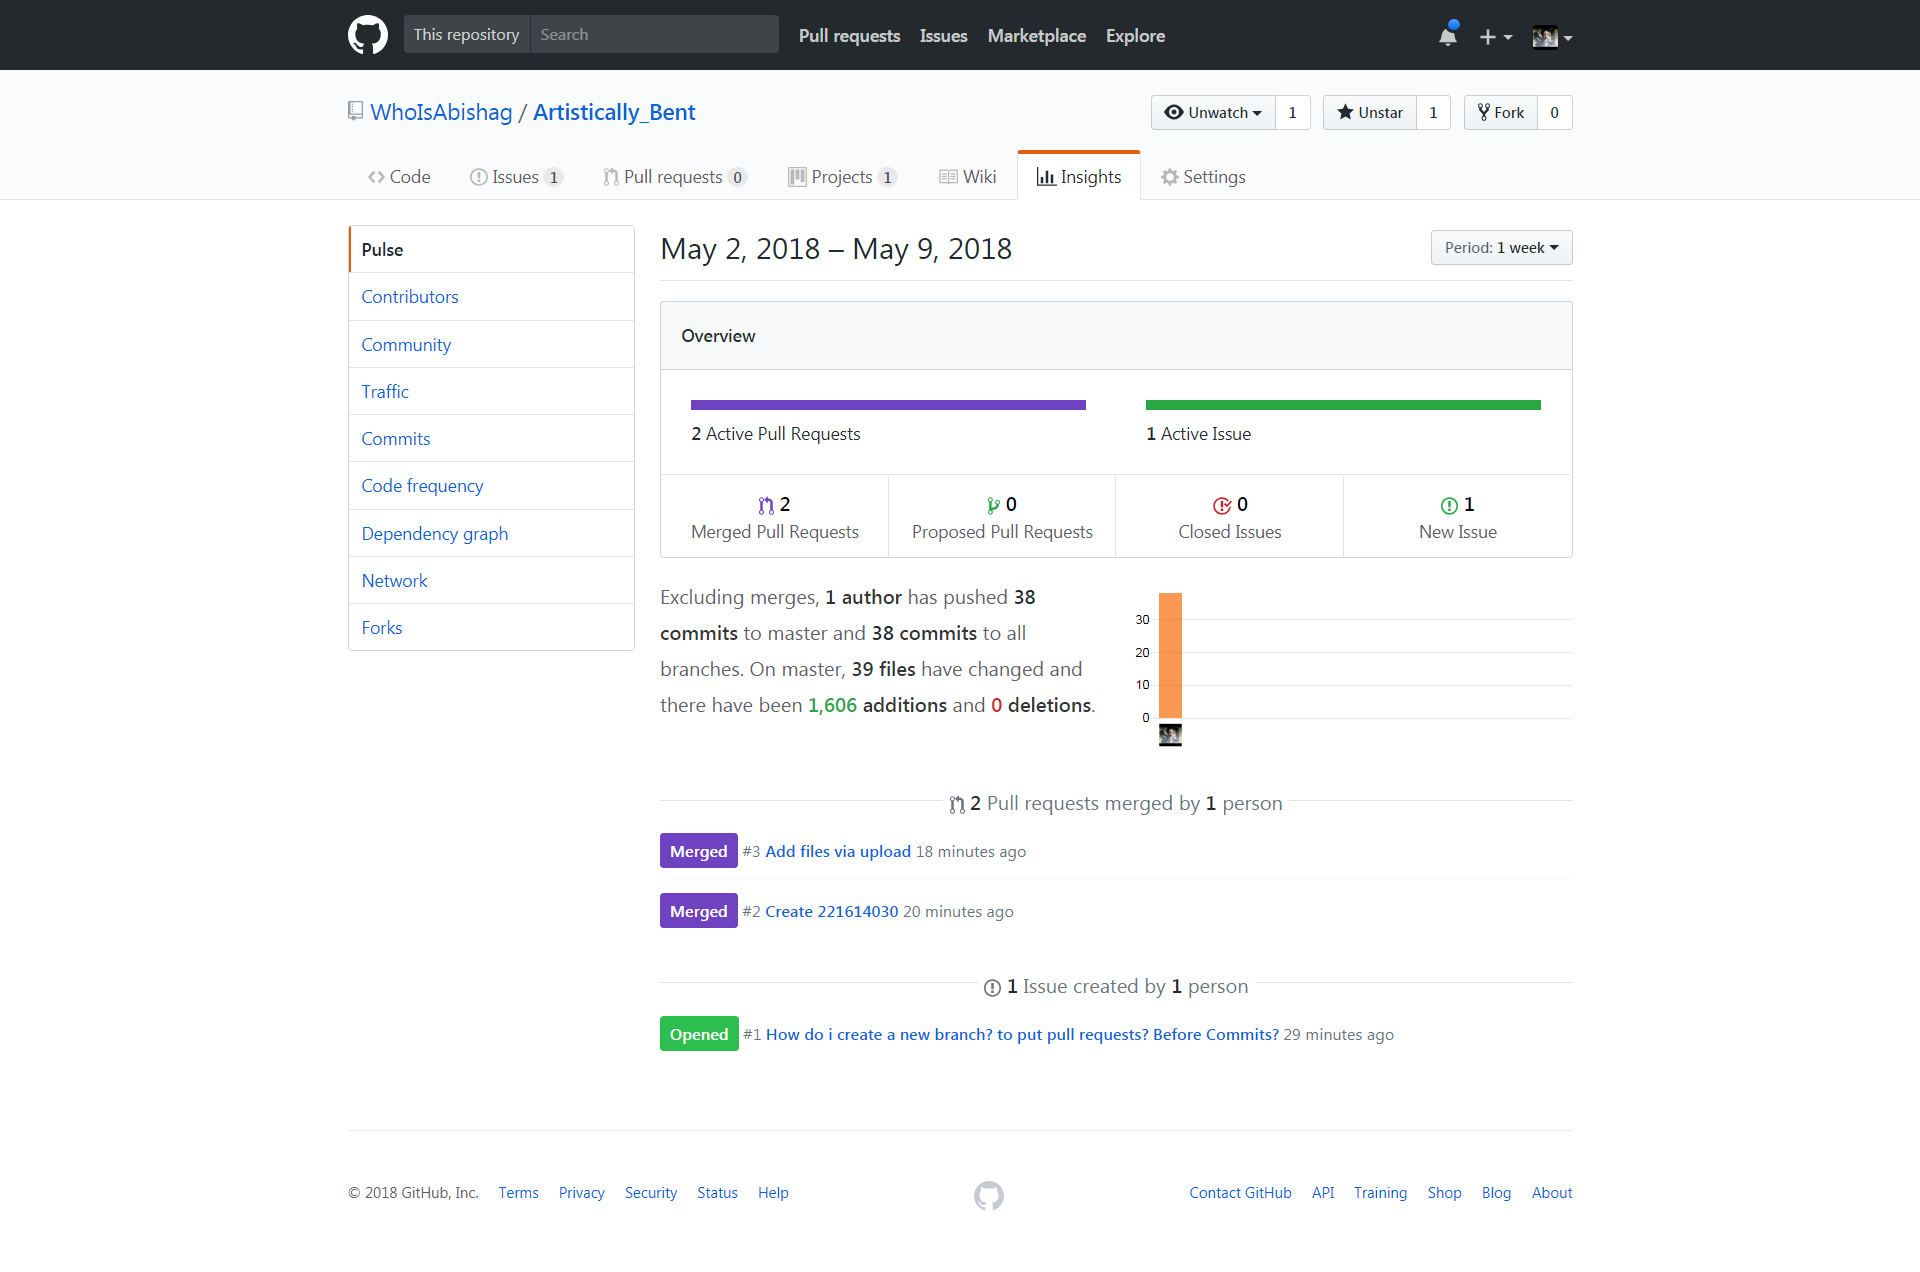 This repository Search Pull requests Issues Marketplace Explore
WhoIsAbishag / Artistically_Bent Unwatch 1 Unstar 1 Fork 0
Code Issues 1 Pull requests 0 Projects 1 Wiki Insights Settings
Pulse
Contributors
Community
Traffic
Commits
Code frequency
Dependency graph
Network
Forks
May 2, 2018 – May 9, 2018 Period: 1 week
Overview
2 Active Pull Requests 1 Active Issue
2 0 0 1
Merged Pull Requests Proposed Pull Requests Closed Issues New Issue
Excluding merges, 1 author has pushed 38
commits to master and 38 commits to all
branches. On master, 39 files have changed and
there have been 1,606 additions and 0 deletions.
30
20
10
0
2 Pull requests merged by 1 person
Merged #3 Add files via upload 18 minutes ago
Merged #2 Create 221614030 20 minutes ago
1 Issue created by 1 person
Opened #1 How do i create a new branch? to put pull requests? Before Commits? 29 minutes ago
© 2018 GitHub, Inc. Terms Privacy Security Status Help Contact GitHub API Training Shop Blog About